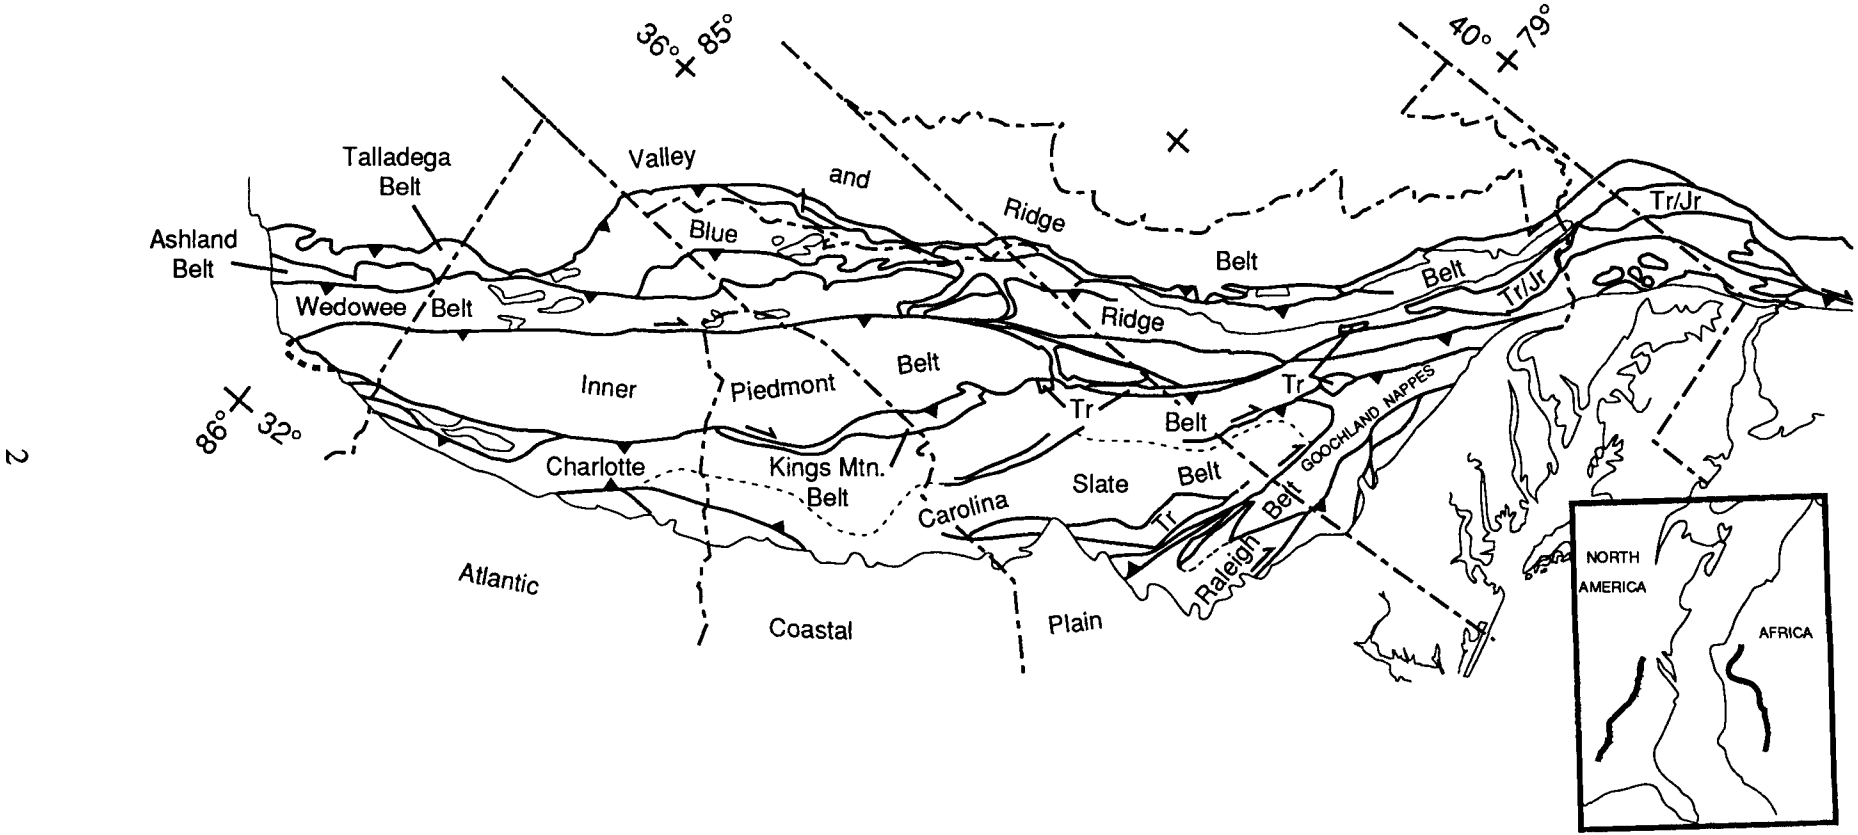 36° 85°
40° 79°
Talladega
Belt
Valley
and
Ridge
Belt
Tr/Jr
Ashland
Belt
Blue
Belt
Tr/Jr
Wedowee Belt
Ridge
Inner
Piedmont
Belt
Tr
Tr
Belt
86° 32°
GOOCHLAND NAPPES
Charlotte
Kings Mtn.
Belt
Carolina
Slate
Belt
Tr
Belt
Raleigh
Atlantic
Coastal
Plain
2
NORTH
AMERICA
AFRICA